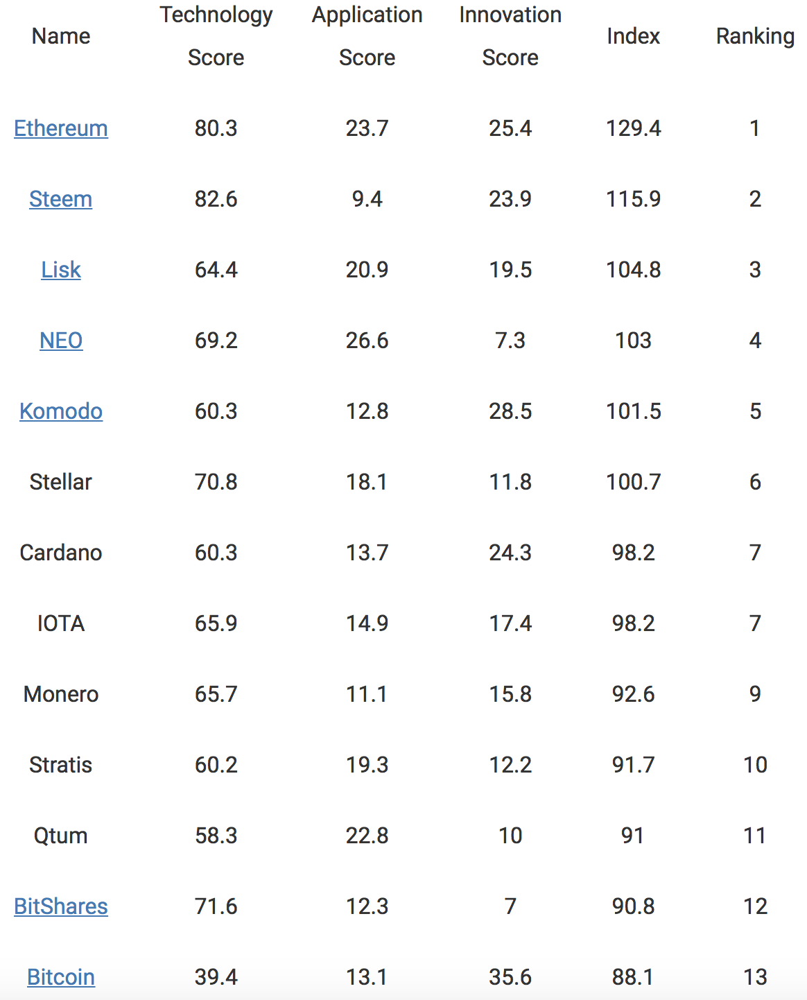 Name Technology Score Application Score Innovation Score Index Ranking
Ethereum 80.3 23.7 25.4 129.4 1
Steem 82.6 9.4 23.9 115.9 2
Lisk 64.4 20.9 19.5 104.8 3
NEO 69.2 26.6 7.3 103 4
Komodo 60.3 12.8 28.5 101.5 5
Stellar 70.8 18.1 11.8 100.7 6
Cardano 60.3 13.7 24.3 98.2 7
IOTA 65.9 14.9 17.4 98.2 7
Monero 65.7 11.1 15.8 92.6 9
Stratis 60.2 19.3 12.2 91.7 10
Qtum 58.3 22.8 10 91 11
BitShares 71.6 12.3 7 90.8 12
Bitcoin 39.4 13.1 35.6 88.1 13